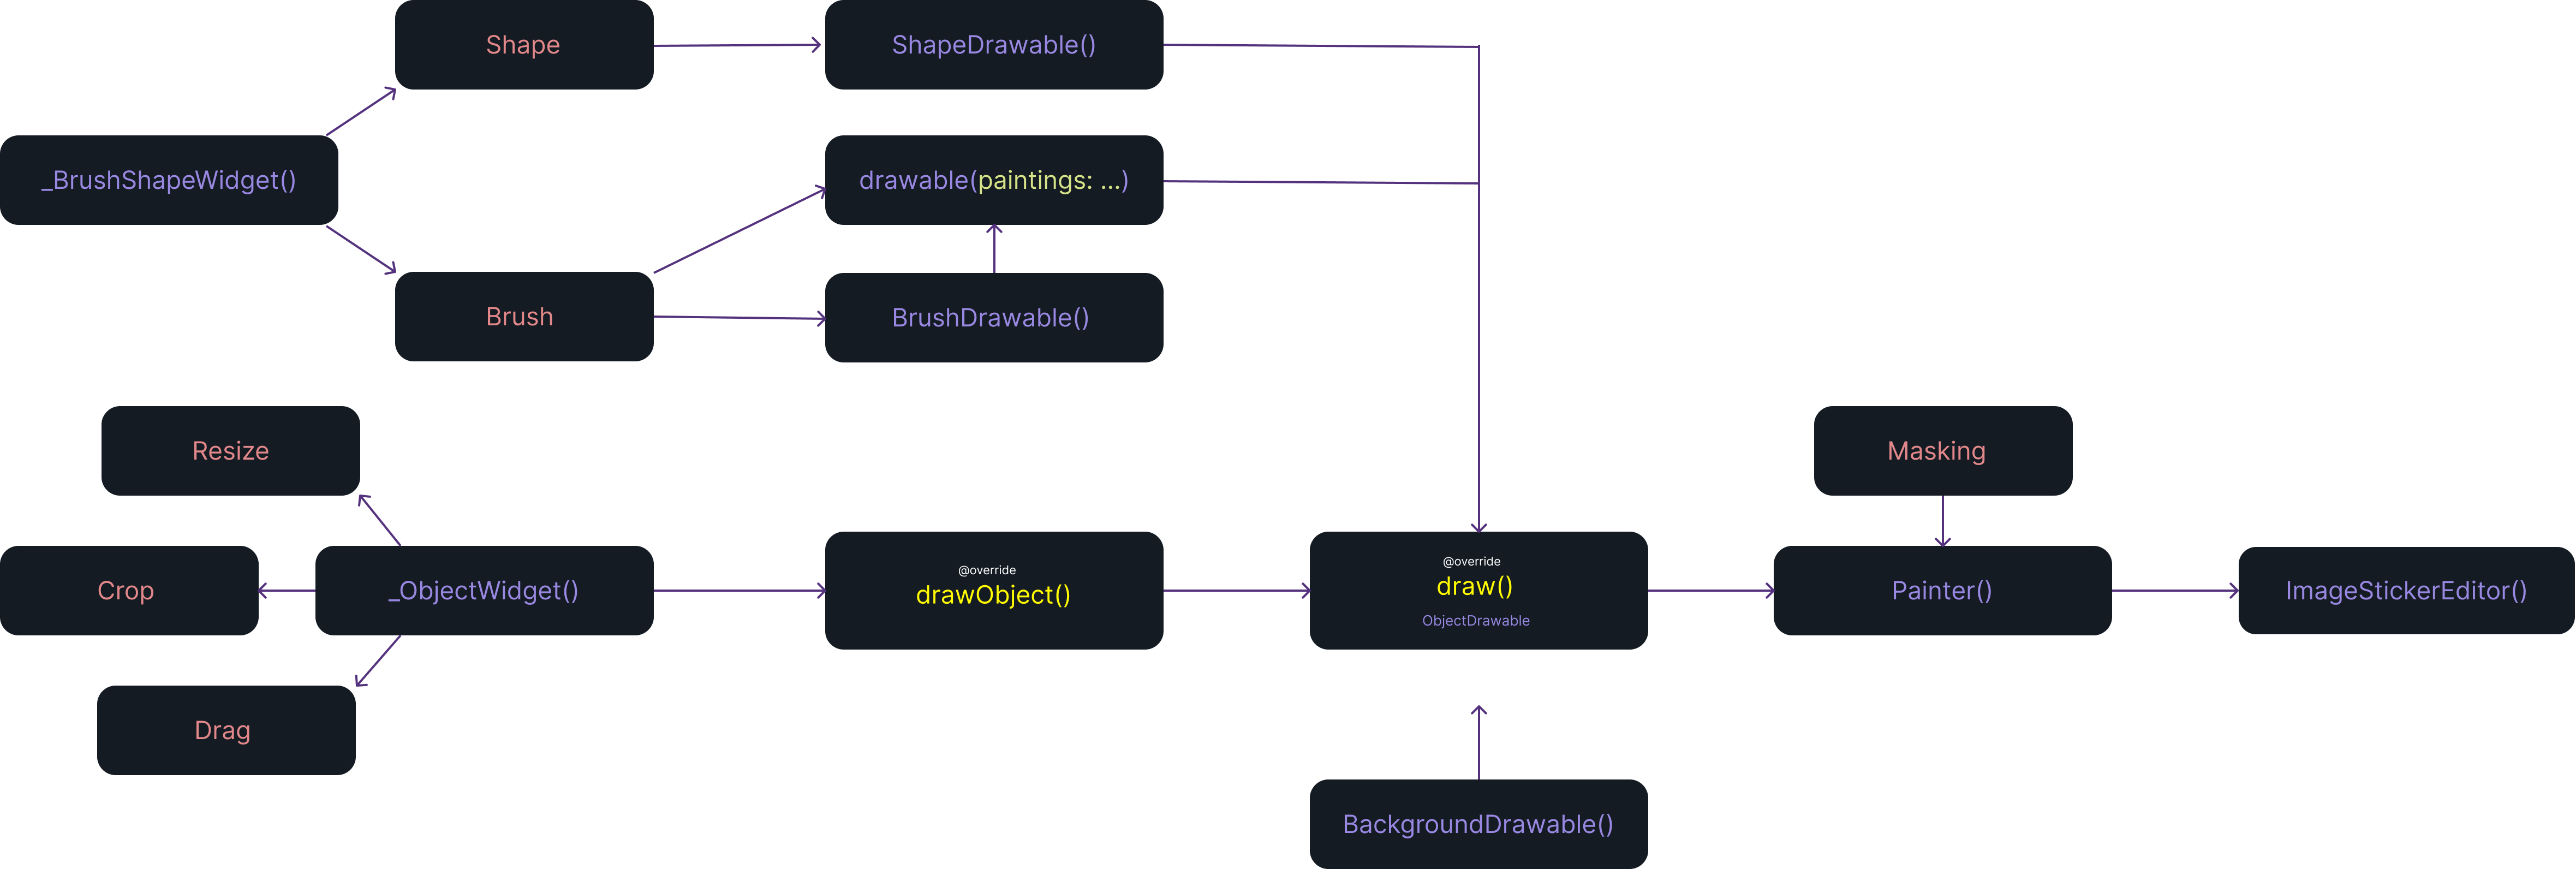 Shape
ShapeDrawable()
_BrushShapeWidget()
drawable(paintings: ...)
Brush
BrushDrawable()
Resize
Masking
Crop
_ObjectWidget()
@override
drawObject()
@override
draw()
ObjectDrawable
Painter()
ImageStickerEditor()
Drag
BackgroundDrawable()